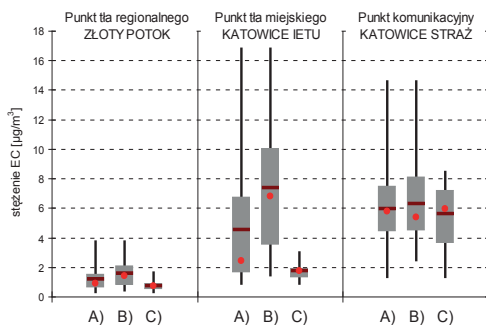 Punkt tła regionalnego
ZŁOTY POTOK
Punkt tła miejskiego
KATOWICE IETU
Punkt komunikacyjny
KATOWICE STRAŻ
stężenie EC [µg/m³]
18
16
14
12
10
8
6
4
2
0
A) B) C) A) B) C) A) B) C)